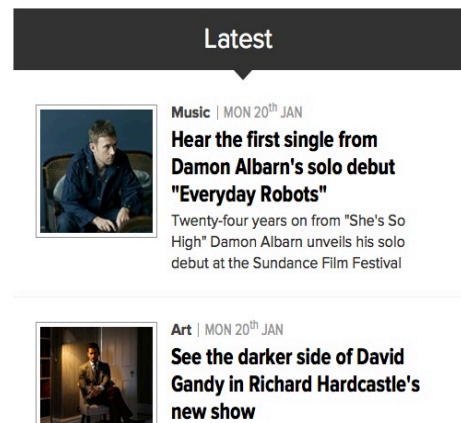 Latest
Music | MON 20th JAN
Hear the first single from
Damon Albarn's solo debut
"Everyday Robots"
Twenty-four years on from "She's So
High" Damon Albarn unveils his solo
debut at the Sundance Film Festival
Art | MON 20th JAN
See the darker side of David
Gandy in Richard Hardcastle's
new show